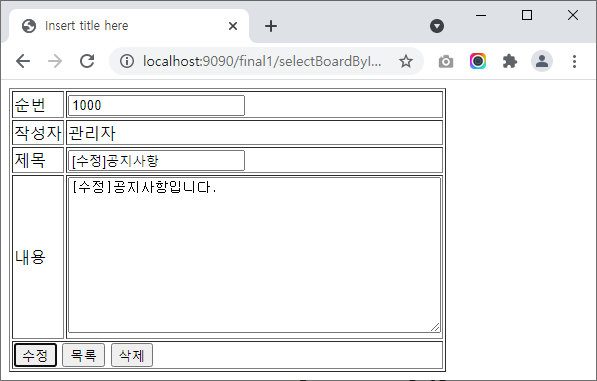 Insert title here
localhost:9090/final1/selectBoardByI...
순번 1000
작성자 관리자
제목 [수정]공지사항
내용 [수정]공지사항입니다.
수정 목록 삭제